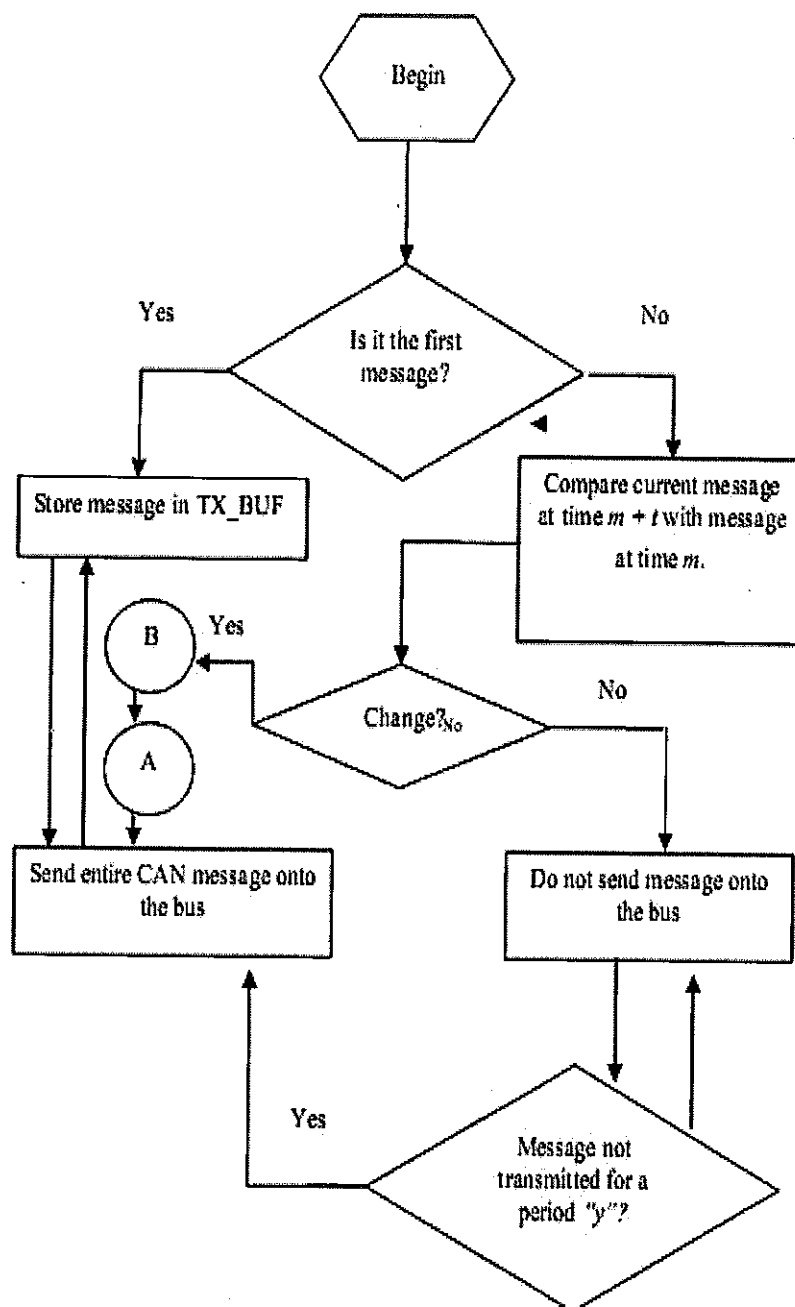 Begin
Yes
No
Is it the first
message?
Store message in TX_BUF
Compare current message
at time m + t with message
at time m.
B
Yes
No
Change?No
A
Send entire CAN message onto
the bus
Do not send message onto
the bus
Yes
Message not
transmitted for a
period "y"?